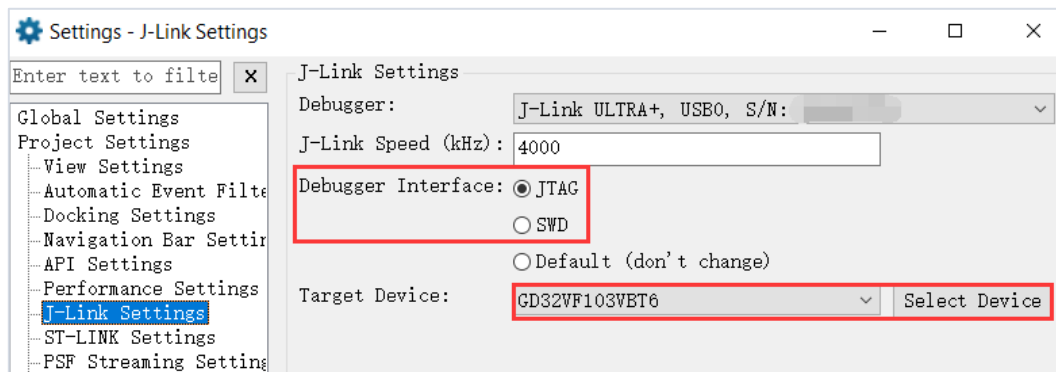 Settings - J-Link Settings
Enter text to filte
X
Global Settings
Project Settings
View Settings
Automatic Event Filte
Docking Settings
Navigation Bar Settin
API Settings
Performance Settings
J-Link Settings
ST-LINK Settings
PSF Streaming Setting
J-Link Settings
Debugger: J-Link ULTRA+, USB0, S/N:
J-Link Speed (kHz): 4000
Debugger Interface: JTAG
SWD
Default (don't change)
Target Device: GD32VF103VBT6 Select Device